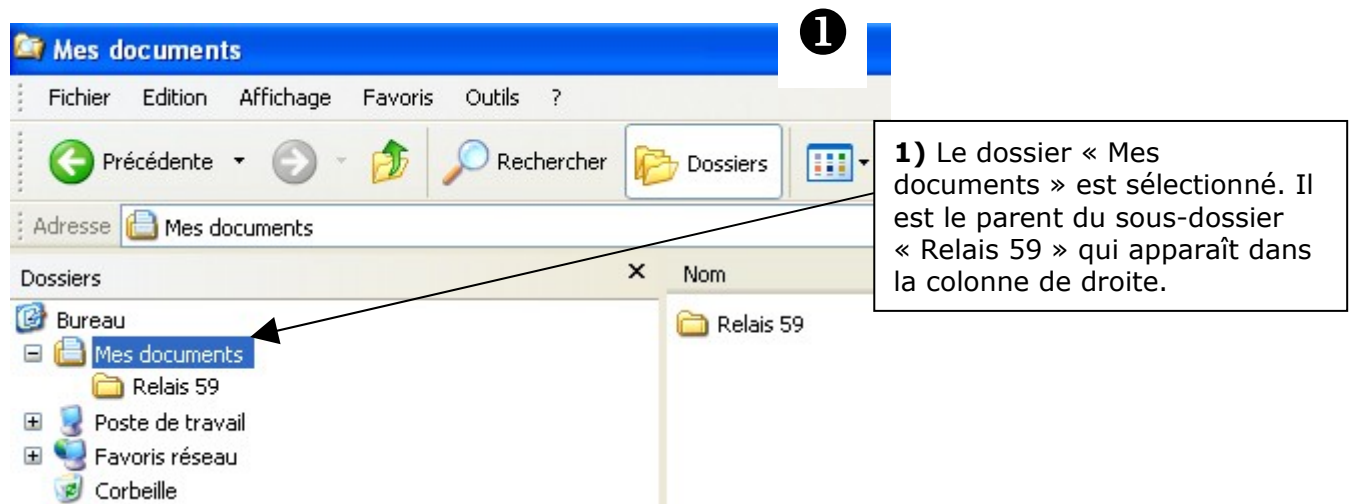 ❶
Mes documents
Fichier Edition Affichage Favoris Outils ?
Précédente Rechercher Dossiers
Adresse Mes documents
1) Le dossier « Mes
documents » est sélectionné. Il
est le parent du sous-dossier
« Relais 59 » qui apparaît dans
la colonne de droite.
Dossiers
Nom
Bureau
Mes documents
Relais 59
Poste de travail
Favoris réseau
Corbeille
Relais 59